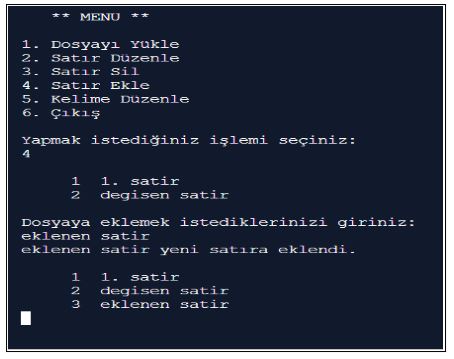 ** MENU **
1. Dosyayı Yükle
2. Satır Düzenle
3. Satır Sil
4. Satır Ekle
5. Kelime Düzenle
6. Çıkış
Yapmak istediğiniz işlemi seçiniz:
4
1 1. satir
2 degisen satir
Dosyaya eklemek istediklerinizi giriniz:
eklenen satir
eklenen satir yeni satıra eklendi.
1 1. satir
2 degisen satir
3 eklenen satir